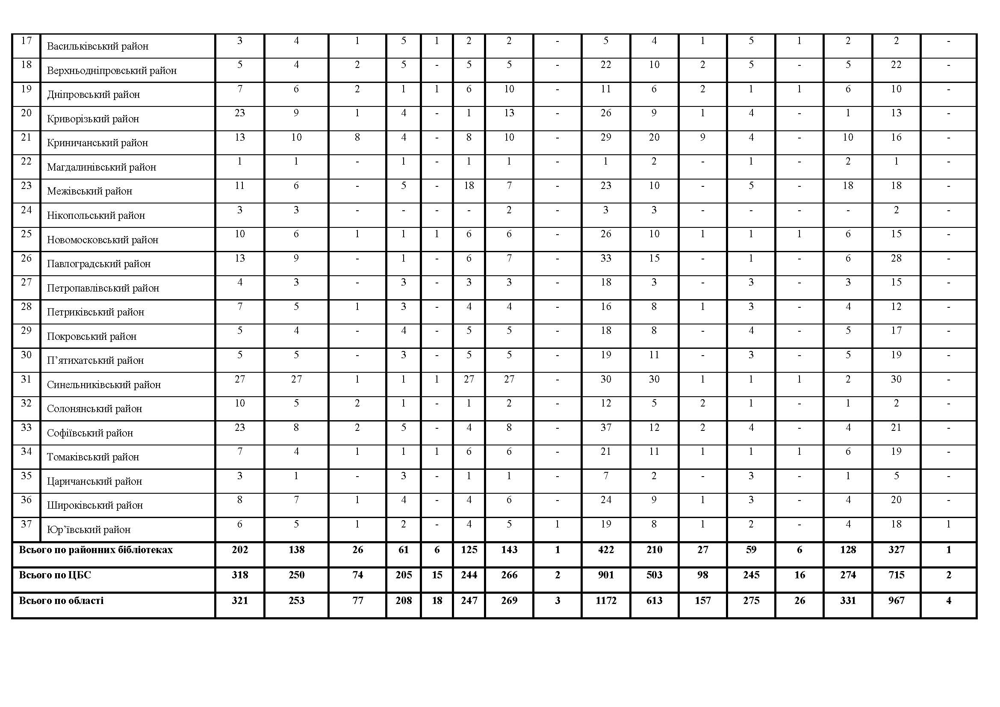 17 Васильківський район 3 4 1 5 1 2 2 - 5 4 1 5 1 2 2 -
18 Верхньодніпровський район 5 4 2 5 - 5 5 - 22 10 2 5 - 5 22 -
19 Дніпровський район 7 6 2 1 1 6 10 - 11 6 2 1 1 6 10 -
20 Криворізький район 23 9 1 4 - 1 13 - 26 9 1 4 - 1 13 -
21 Криничанський район 13 10 8 4 - 8 10 - 29 20 9 4 - 10 16 -
22 Магдалинівський район 1 1 - 1 - 1 1 - 1 2 - 1 - 2 1 -
23 Межівський район 11 6 - 5 - 18 7 - 23 10 - 5 - 18 18 -
24 Нікопольський район 3 3 - - - - 2 - 3 3 - - - - 2 -
25 Новомосковський район 10 6 1 1 1 6 6 - 26 10 1 1 1 6 15 -
26 Павлоградський район 13 9 - 1 - 6 7 - 33 15 - 1 - 6 28 -
27 Петропавлівський район 4 3 - 3 - 3 3 - 18 3 - 3 - 3 15 -
28 Петриківський район 7 5 1 3 - 4 4 - 16 8 1 3 - 4 12 -
29 Покровський район 5 4 - 4 - 5 5 - 18 8 - 4 - 5 17 -
30 П’ятихатський район 5 5 - 3 - 5 5 - 19 11 - 3 - 5 19 -
31 Синельниківський район 27 27 1 1 1 27 27 - 30 30 1 1 1 2 30 -
32 Солонянський район 10 5 2 1 - 1 2 - 12 5 2 1 - 1 2 -
33 Софіївський район 23 8 2 5 - 4 8 - 37 12 2 4 - 4 21 -
34 Томаківський район 7 4 1 1 1 6 6 - 21 11 1 1 1 6 19 -
35 Царичанський район 3 1 - 3 - 1 1 - 7 2 - 3 - 1 5 -
36 Широківський район 8 7 1 4 - 4 6 - 24 9 1 3 - 4 20 -
37 Юр’ївський район 6 5 1 2 - 4 5 1 19 8 1 2 - 4 18 1
Всього по районних бібліотеках 202 138 26 61 6 125 143 1 422 210 27 59 6 128 327 1
Всього по ЦБС 318 250 74 205 15 244 266 2 901 503 98 245 16 274 715 2
Всього по області 321 253 77 208 18 247 269 3 1172 613 157 275 26 331 967 4